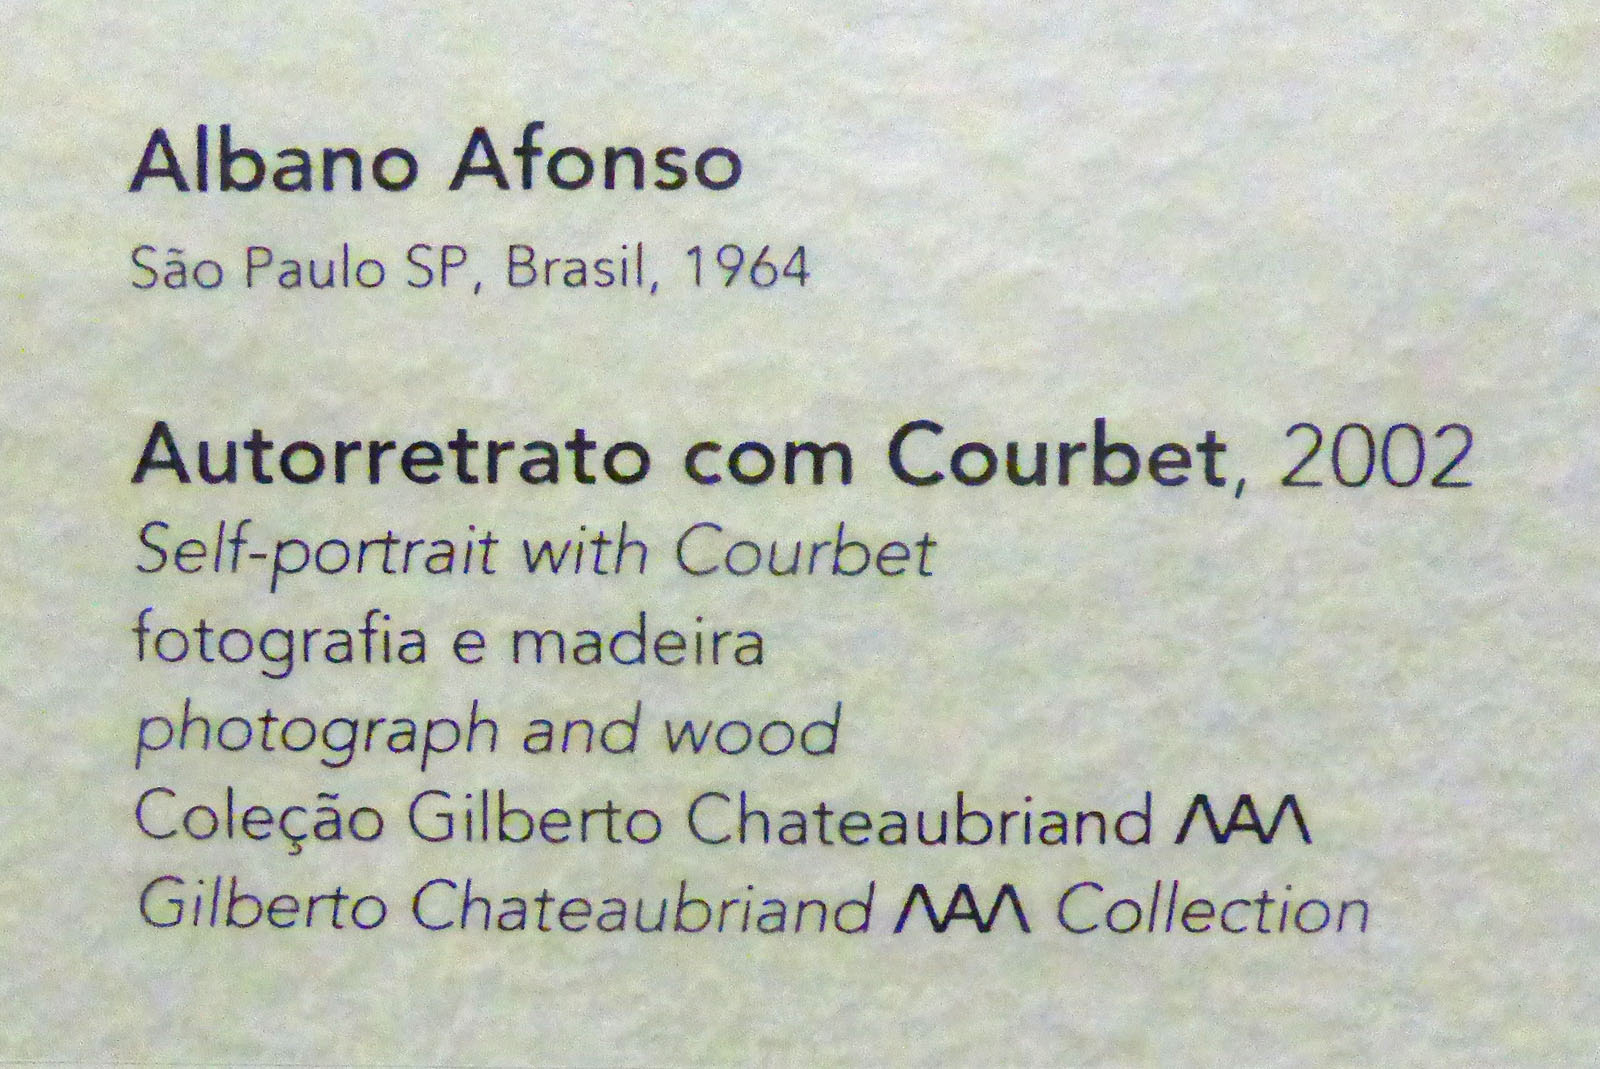 Albano Afonso
São Paulo SP, Brasil, 1964
Autorretrato com Courbet, 2002
Self-portrait with Courbet
fotografia e madeira
photograph and wood
Coleção Gilberto Chateaubriand MAM
Gilberto Chateaubriand MAM Collection